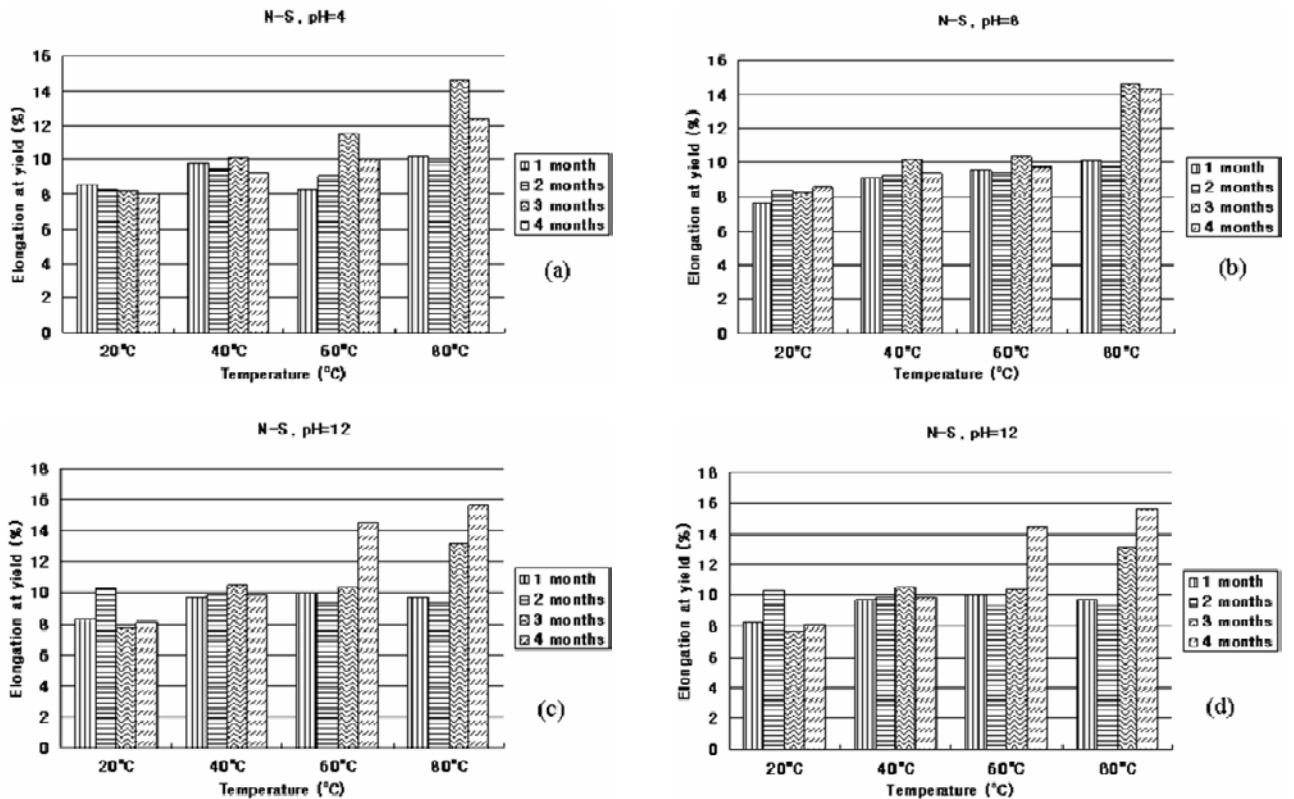 N-S, pH=4
Elongation at yield (%)
16
14
12
10
8
6
4
2
0
20°C 40°C 60°C 80°C
Temperature (°C)
1 month
2 months
3 months
4 months
(a)
N-S, pH=8
Elongation at yield (%)
16
14
12
10
8
6
4
2
0
20°C 40°C 60°C 80°C
Temperature (°C)
1 month
2 months
3 months
4 months
(b)
N-S, pH=12
Elongation at yield (%)
18
16
14
12
10
8
6
4
2
0
20°C 40°C 60°C 80°C
Temperature (°C)
1 month
2 months
3 months
4 months
(c)
N-S, pH=12
Elongation at yield (%)
18
16
14
12
10
8
6
4
2
0
20°C 40°C 60°C 80°C
Temperature (°C)
1 month
2 months
3 months
4 months
(d)